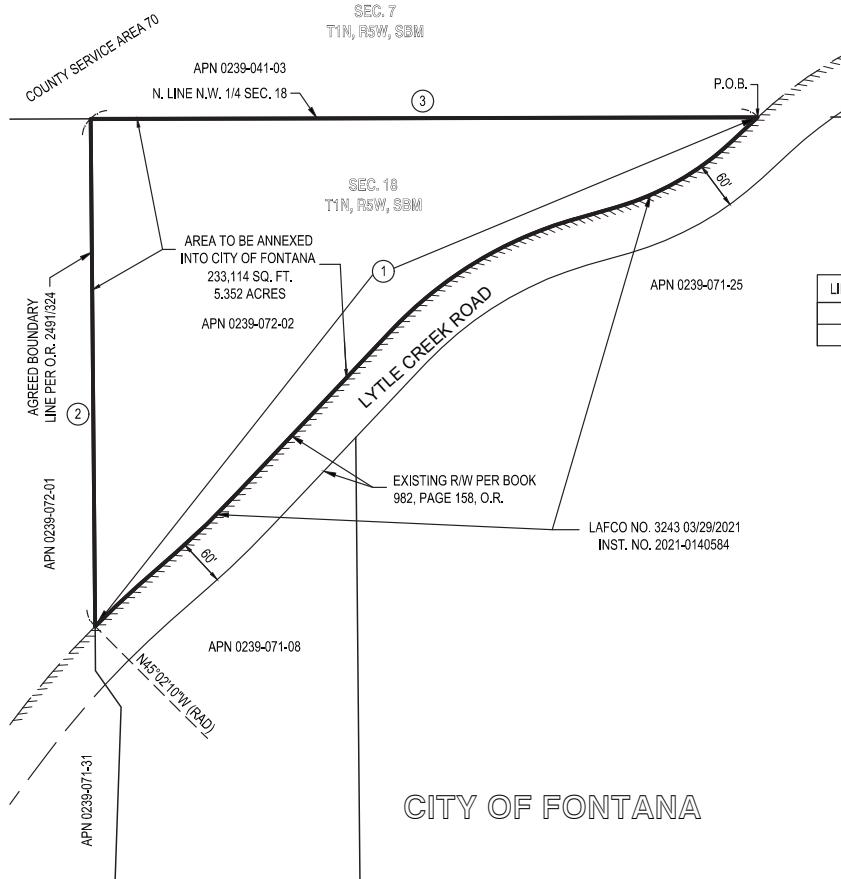 SEC. 7
T1N, R5W, SBM
COUNTY SERVICE AREA 70
APN 0239-041-03
N. LINE N.W. 1/4 SEC. 18
3
P.O.B.
SEC. 18
T1N, R5W, SBM
60'
AREA TO BE ANNEXED
INTO CITY OF FONTANA
233,114 SQ. FT.
5.352 ACRES
APN 0239-072-02
1
APN 0239-071-25
AGREED BOUNDARY
LINE PER O.R. 2491/324
2
LYTLE CREEK ROAD
EXISTING R/W PER BOOK
982, PAGE 158, O.R.
APN 0239-072-01
LAFCO NO. 3243 03/29/2021
INST. NO. 2021-0140584
60'
APN 0239-071-08
N45°02'10"W (RAD)
APN 0239-071-31
CITY OF FONTANA